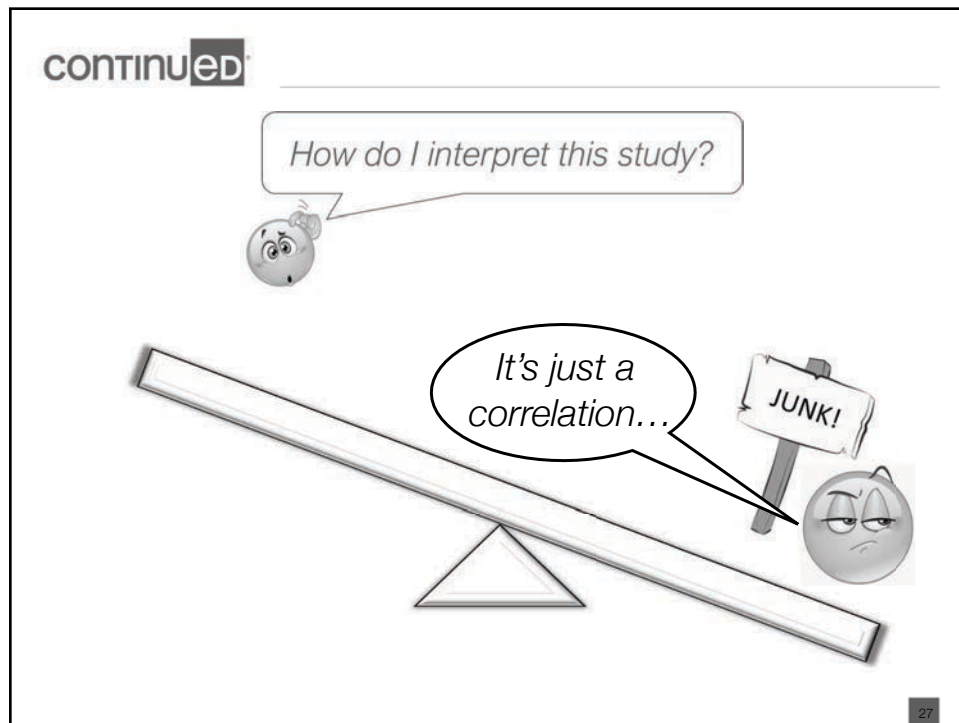 continued®
How do I interpret this study?
It's just a
correlation...
JUNK!
27